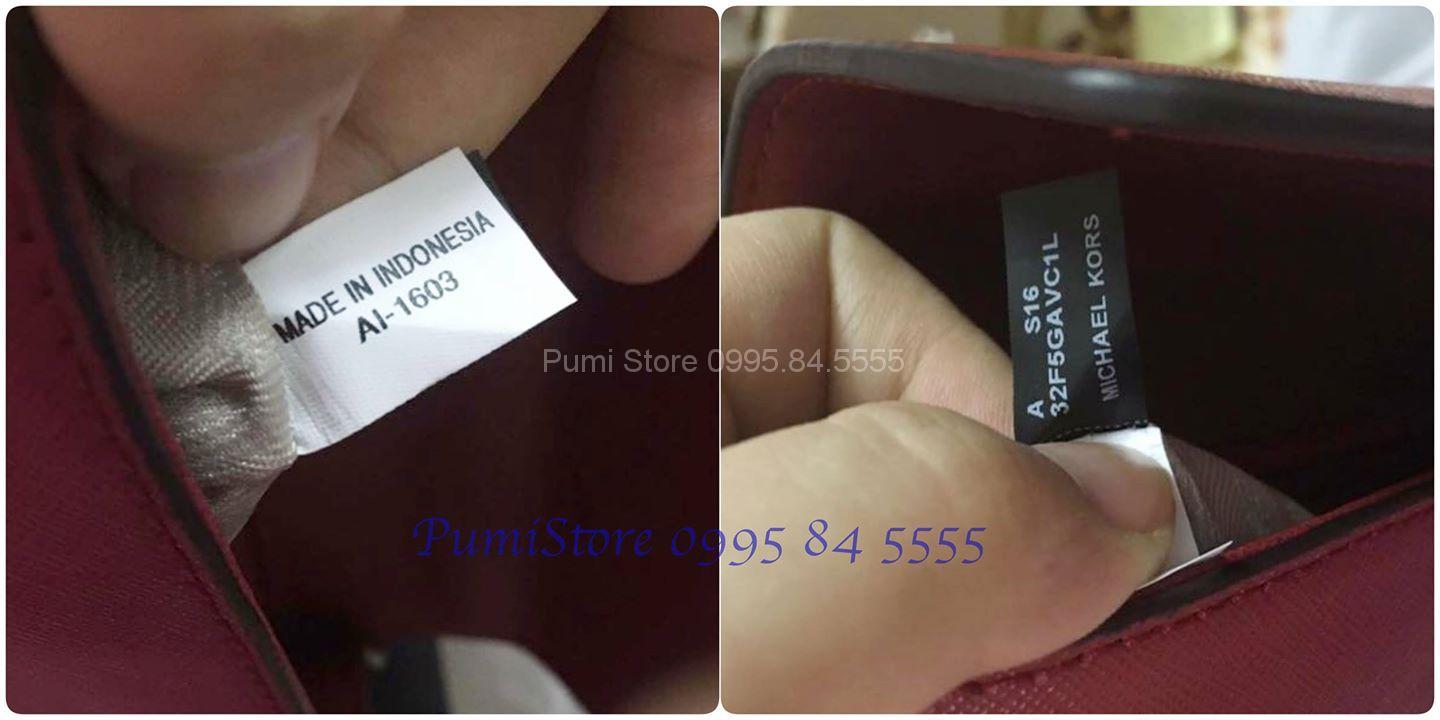 MADE IN INDONESIA
AI-1603
A S16
32F5GAVC1L
MICHAEL KORS
Pumi Store 0995.84.5555
PumiStore 0995 84 5555